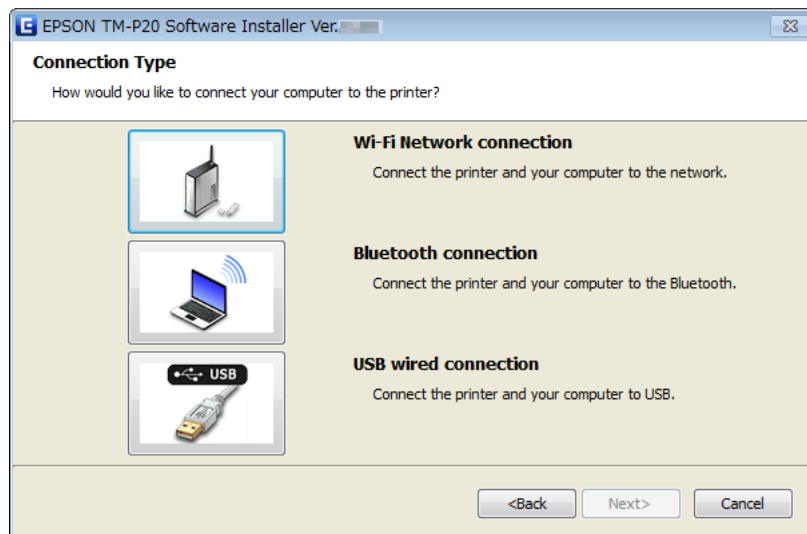 EPSON TM-P20 Software Installer Ver.
Connection Type
How would you like to connect your computer to the printer?
Wi-Fi Network connection
Connect the printer and your computer to the network.
Bluetooth connection
Connect the printer and your computer to the Bluetooth.
USB
USB wired connection
Connect the printer and your computer to USB.
<Back
Next>
Cancel